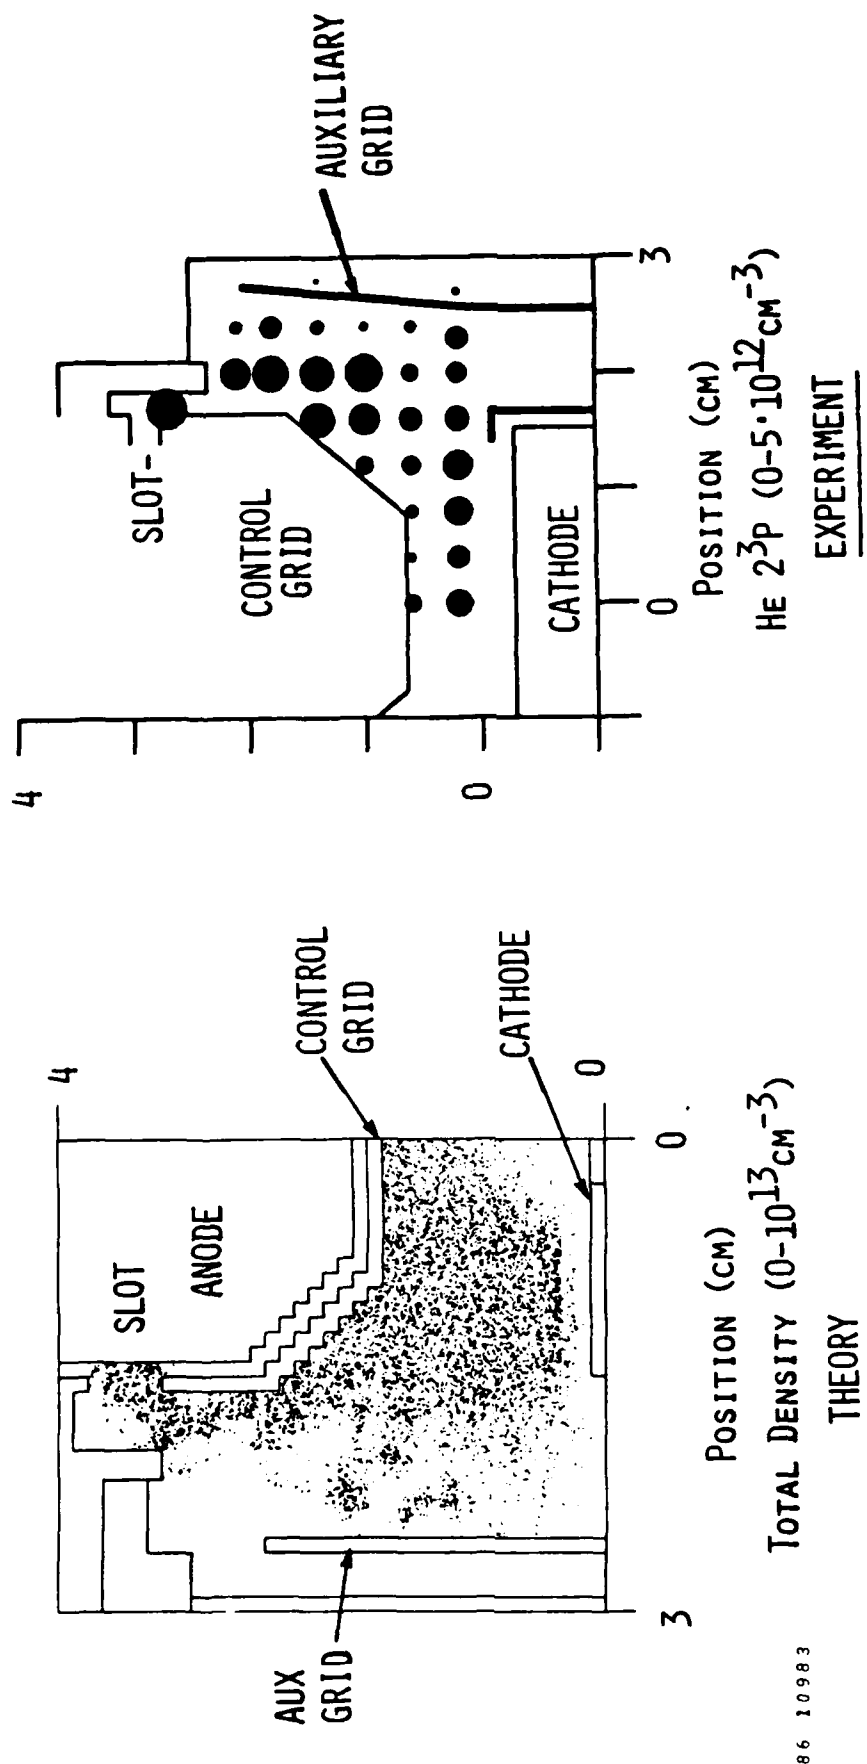 4
SLOT
ANODE
CONTROL
GRID
CATHODE
AUX
GRID
0
3
0
POSITION (CM)
TOTAL DENSITY (0-10¹³CM⁻³)
THEORY
86 10983
4
SLOT-
CONTROL
GRID
AUXILIARY
GRID
0
CATHODE
0
3
POSITION (CM)
HE 2³P (0-5·10¹²CM⁻³)
EXPERIMENT